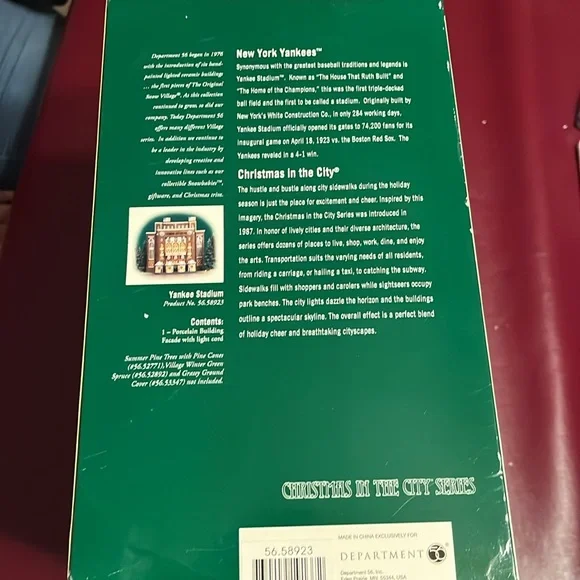 Department 56 began in 1976
with the introduction of six hand-
painted lighted ceramic buildings
... the first pieces of The Original
Snow Village™. As this collection
continued to grow, so did our
company. Today Department 56
offers many different Village
series. In addition we continue to
be a leader in the industry by
developing creative and
innovative lines such as our
collectible Snowbabies™,
giftware, and Christmas trim.
Yankee Stadium
Product No. 56.58923
Contents:
1 – Porcelain Building
Facade with light cord
Summer Pine Trees with Pine Cones
(#56.52771), Village Winter Green
Spruce (#56.52892) and Grassy Ground
Cover (#56.53347) not included.
New York Yankees™
Synonymous with the greatest baseball traditions and legends is
Yankee Stadium™. Known as "The House That Ruth Built" and
"The Home of the Champions," this was the first triple-decked
ball field and the first to be called a stadium. Originally built by
New York's White Construction Co., in only 284 working days,
Yankee Stadium officially opened its gates to 74,200 fans for its
inaugural game on April 18, 1923 vs. the Boston Red Sox. The
Yankees reveled in a 4-1 win.
Christmas in the City®
The hustle and bustle along city sidewalks during the holiday
season is just the place for excitement and cheer. Inspired by this
imagery, the Christmas in the City Series was introduced in
1987. In honor of lively cities and their diverse architecture, the
series offers dozens of places to live, shop, work, dine, and enjoy
the arts. Transportation suits the varying needs of all residents,
from riding a carriage, or hailing a taxi, to catching the subway.
Sidewalks fill with shoppers and carolers while sightseers occupy
park benches. The city lights dazzle the horizon and the buildings
outline a spectacular skyline. The overall effect is a perfect blend
of holiday cheer and breathtaking cityscapes.
CHRISTMAS IN THE CITY SERIES
56.58923
MADE IN CHINA EXCLUSIVELY FOR
DEPARTMENT 56
Department 56, Inc.
Eden Prairie, MN, 55344, USA